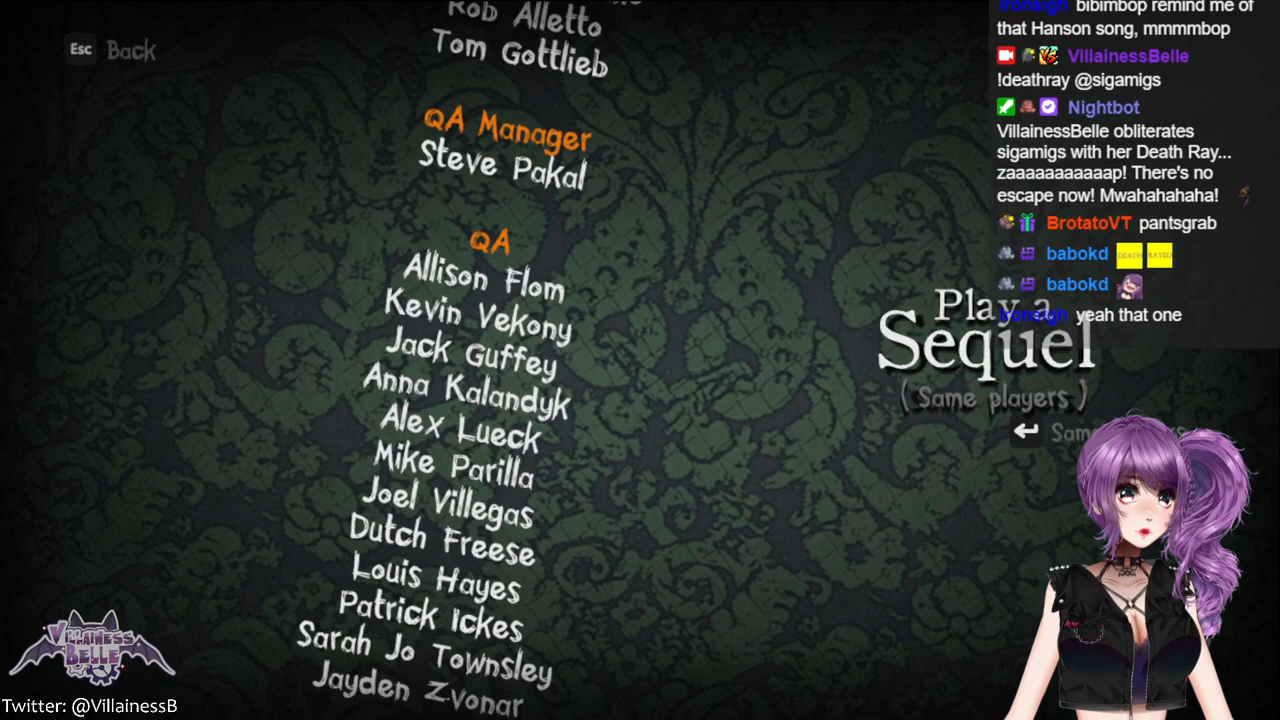 Rob Alletto
Tom Gottlieb
Esc Back
QA Manager
Steve Pakal
QA
Allison Flom
Kevin Vekony
Jack Guffey
Anna Kalandyk
Alex Lueck
Mike Parilla
Joel Villegas
Dutch Freese
Louis Hayes
Patrick Ickes
Sarah Jo Townsley
Jayden Zvonar
Ironsigh bibimbop remind me of
that Hanson song, mmmmbop
VillainessBelle
!deathray @sigamigs
Nightbot
VillainessBelle obliterates
sigamigs with her Death Ray...
zaaaaaaaaaaap! There's no
escape now! Mwahahahaha!
BrotatoVT pantsgrab
babokd DEATH RAYED
babokd
Ironsigh yeah that one
Play a
Sequel
(Same players)
VILLAINESS
BELLE
Twitter: @VillainessB